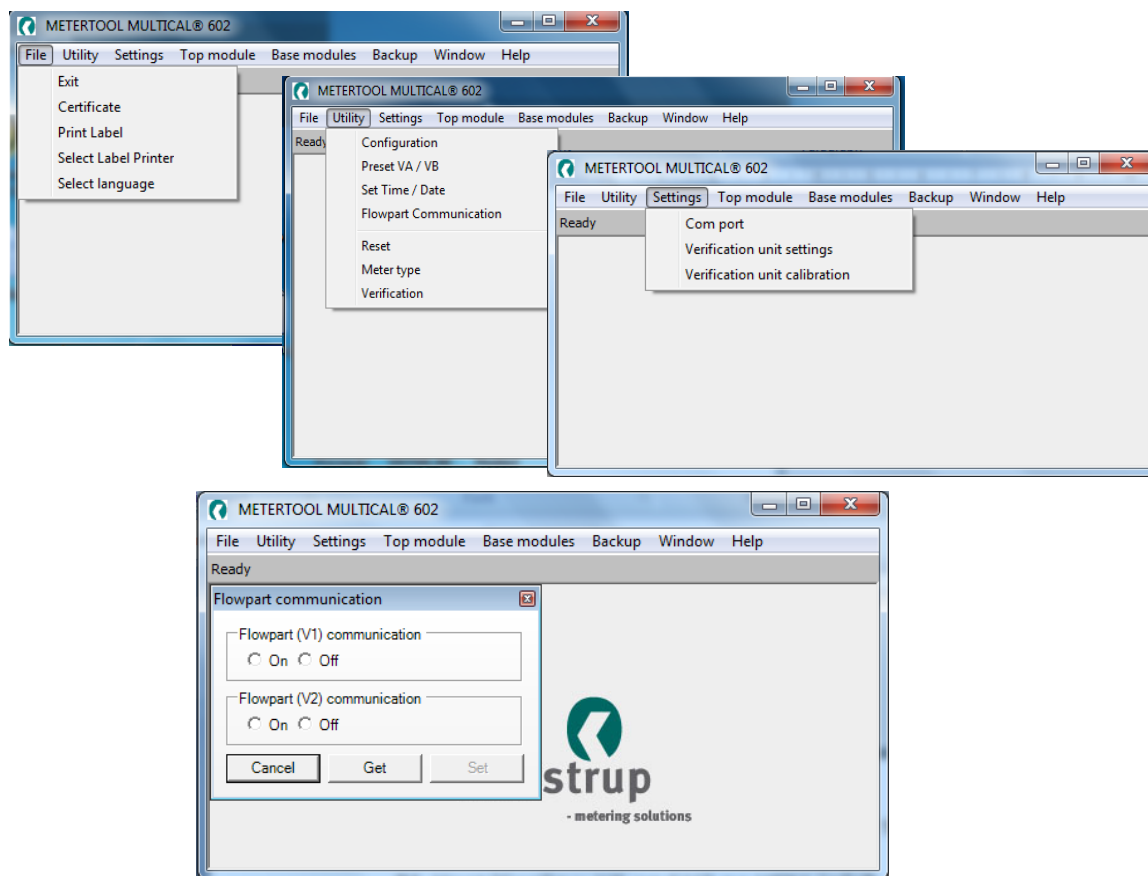 METERTOOL MULTICAL® 602
File Utility Settings Top module Base modules Backup Window Help
Exit
Certificate
Print Label
Select Label Printer
Select language
METERTOOL MULTICAL® 602
File Utility Settings Top module Base modules Backup Window Help
Ready
Configuration
Preset VA / VB
Set Time / Date
Flowpart Communication
Reset
Meter type
Verification
METERTOOL MULTICAL® 602
File Utility Settings Top module Base modules Backup Window Help
Ready
Com port
Verification unit settings
Verification unit calibration
METERTOOL MULTICAL® 602
File Utility Settings Top module Base modules Backup Window Help
Ready
Flowpart communication
Flowpart (V1) communication
On Off
Flowpart (V2) communication
On Off
Cancel Get Set
strup
- metering solutions